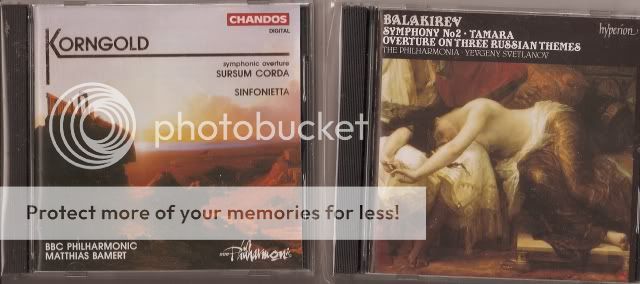 CHANDOS
DIGITAL
KORNGOLD
symphonic overture
SURSUM CORDA
SINFONIETTA
BBC PHILHARMONIC
MATTHIAS BAMERT
BBC Philharmonic
BALAKIREV
SYMPHONY No2 · TAMARA
OVERTURE ON THREE RUSSIAN THEMES
THE PHILHARMONIA · YEVGENY SVETLANOV
hyperion
photobucket
Protect more of your memories for less!